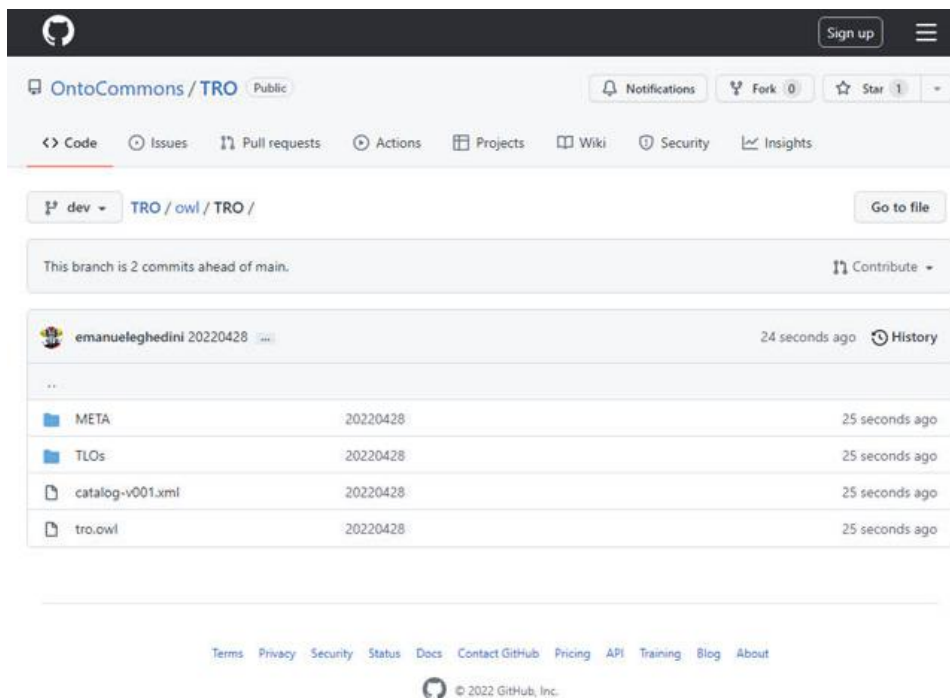 Sign up
OntoCommons / TRO Public Notifications Fork 0 Star 1
<> Code Issues Pull requests Actions Projects Wiki Security Insights
dev TRO / owl / TRO / Go to file
This branch is 2 commits ahead of main. Contribute
emanueleghedini 20220428 ... 24 seconds ago History
..
META 20220428 25 seconds ago
TLOs 20220428 25 seconds ago
catalog-v001.xml 20220428 25 seconds ago
tro.owl 20220428 25 seconds ago
Terms Privacy Security Status Docs Contact GitHub Pricing API Training Blog About
© 2022 GitHub, Inc.